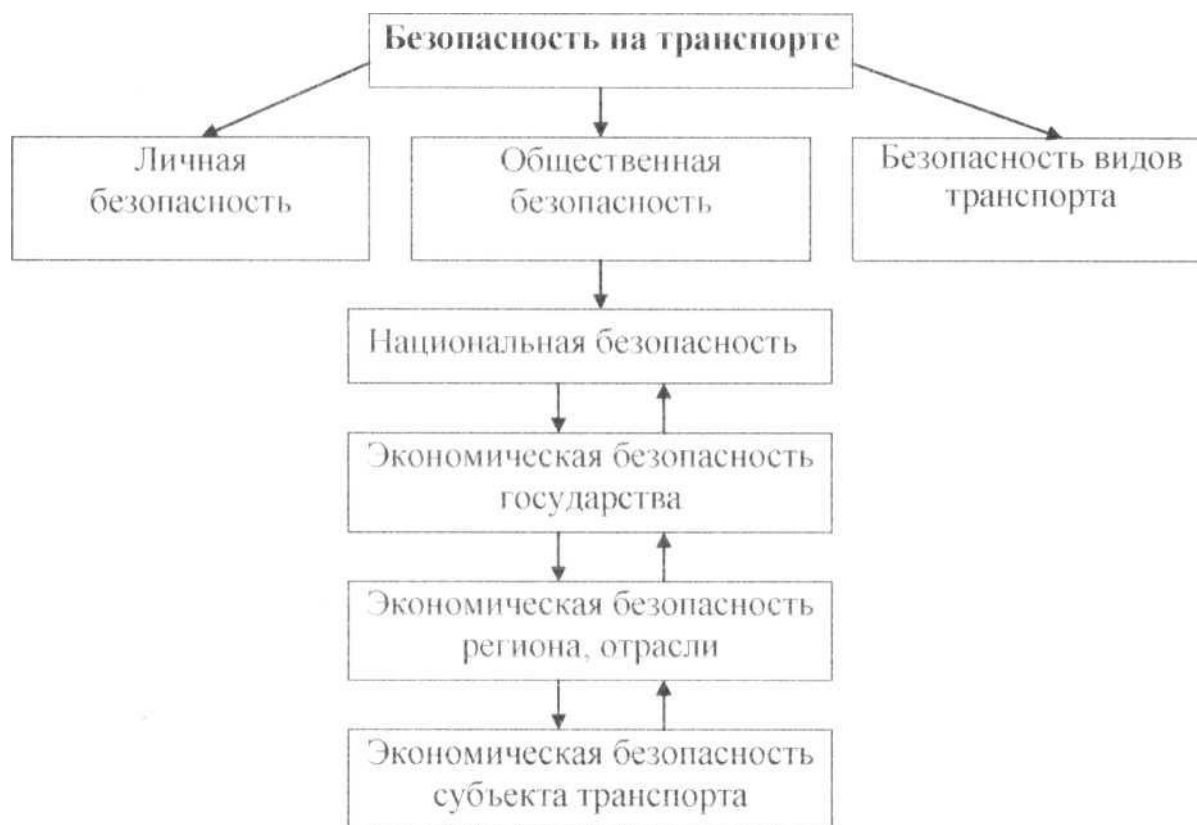 Безопасность на транспорте
Личная
безопасность
Общественная
безопасность
Безопасность видов
транспорта
Национальная безопасность
Экономическая безопасность
государства
Экономическая безопасность
региона, отрасли
Экономическая безопасность
субъекта транспорта